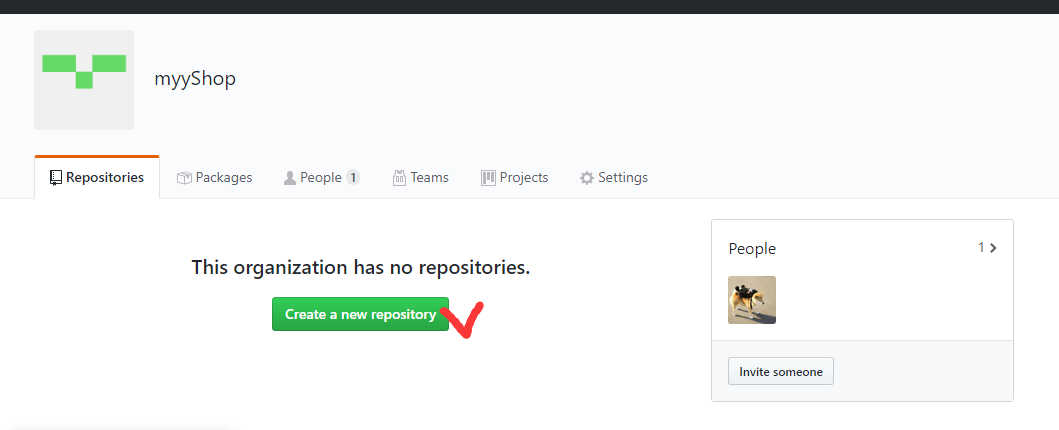 myyShop
Repositories Packages People 1 Teams Projects Settings
This organization has no repositories.
Create a new repository
People 1
Invite someone